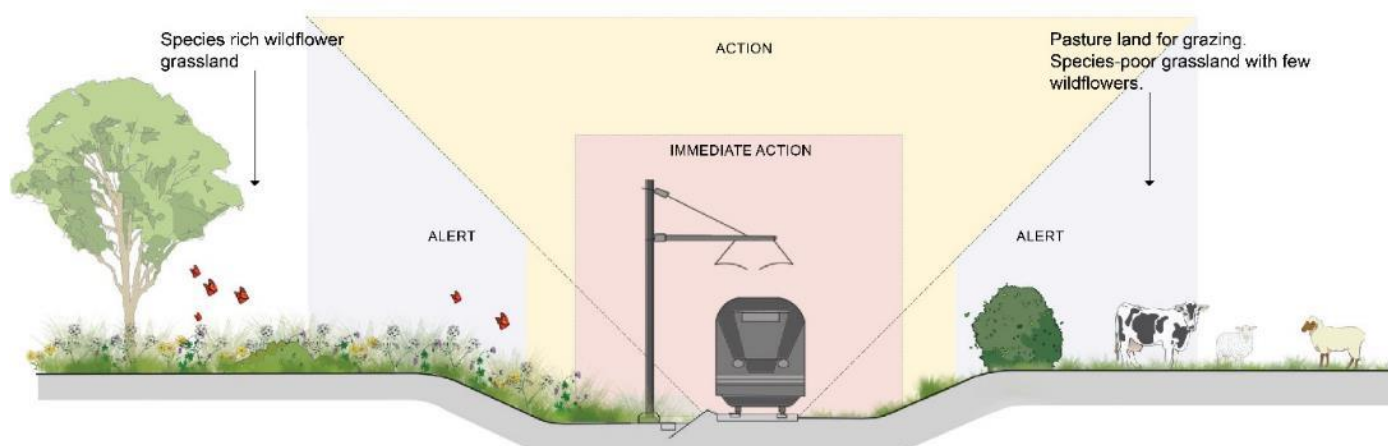 Species rich wildflower
grassland
ACTION
Pasture land for grazing.
Species-poor grassland with few
wildflowers.
IMMEDIATE ACTION
ALERT
ALERT